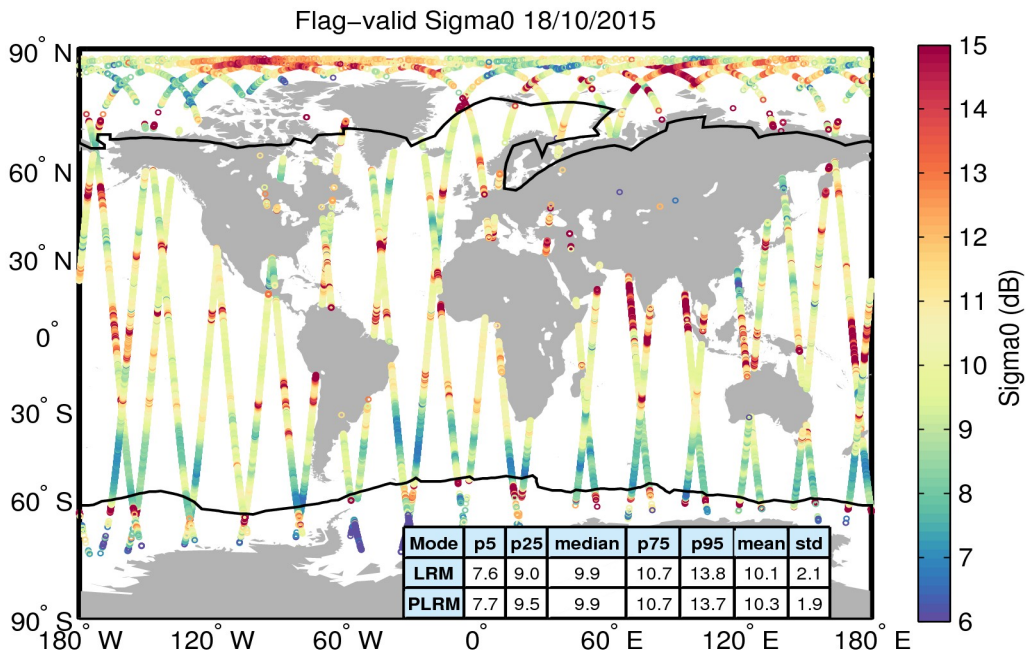 Flag−valid Sigma0 18/10/2015
90° N
60° N
30° N
0°
30° S
60° S
90° S
180° W 120° W 60° W 0° 60° E 120° E 180° E
Mode p5 p25 median p75 p95 mean std
LRM 7.6 9.0 9.9 10.7 13.8 10.1 2.1
PLRM 7.7 9.5 9.9 10.7 13.7 10.3 1.9
15
14
13
12
11
10
9
8
7
6
Sigma0 (dB)